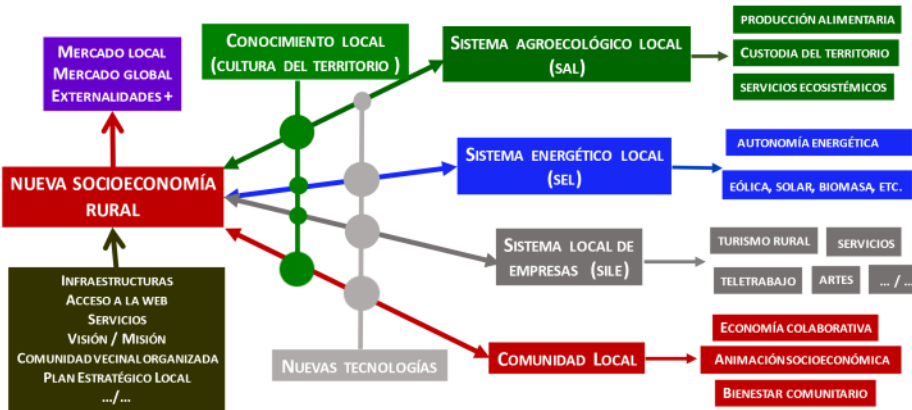 MERCADO LOCAL
MERCADO GLOBAL
EXTERNALIDADES +
CONOCIMIENTO LOCAL
(CULTURA DEL TERRITORIO )
SISTEMA AGROECOLÓGICO LOCAL
(SAL)
PRODUCCIÓN ALIMENTARIA
CUSTODIA DEL TERRITORIO
SERVICIOS ECOSISTÉMICOS
NUEVA SOCIOECONOMÍA
RURAL
SISTEMA ENERGÉTICO LOCAL
(SEL)
AUTONOMÍA ENERGÉTICA
EÓLICA, SOLAR, BIOMASA, ETC.
SISTEMA LOCAL DE
EMPRESAS (SILE)
TURISMO RURAL
SERVICIOS
TELETRABAJO
ARTES
... / ...
INFRAESTRUCTURAS
ACCESO A LA WEB
SERVICIOS
VISIÓN / MISIÓN
COMUNIDAD VECINAL ORGANIZADA
PLAN ESTRATÉGICO LOCAL
.../...
NUEVAS TECNOLOGÍAS
COMUNIDAD LOCAL
ECONOMÍA COLABORATIVA
ANIMACIÓN SOCIOECONÓMICA
BIENESTAR COMUNITARIO